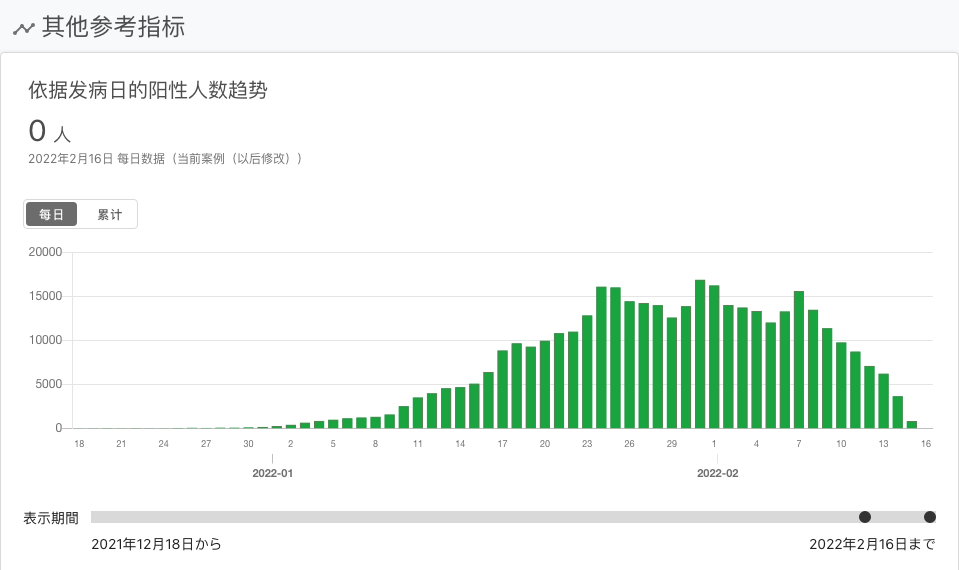 其他参考指标
依据发病日的阳性人数趋势
0 人
2022年2月16日 每日数据（当前案例（以后修改））
每日 累计
20000
15000
10000
5000
0
18 21 24 27 30 2 5 8 11 14 17 20 23 26 29 1 4 7 10 13 16
2022-01 2022-02
表示期間
2021年12月18日から 2022年2月16日まで